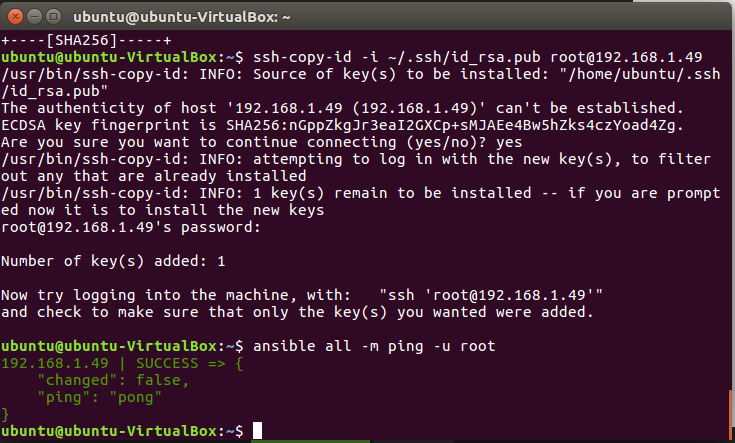 ubuntu@ubuntu-VirtualBox: ~
+----[SHA256]-----+
ubuntu@ubuntu-VirtualBox:~$ ssh-copy-id -i ~/.ssh/id_rsa.pub root@192.168.1.49
/usr/bin/ssh-copy-id: INFO: Source of key(s) to be installed: "/home/ubuntu/.ssh
/id_rsa.pub"
The authenticity of host '192.168.1.49 (192.168.1.49)' can't be established.
ECDSA key fingerprint is SHA256:nGppZkgJr3eaI2GXCp+sMJAEe4Bw5hZks4czYoad4Zg.
Are you sure you want to continue connecting (yes/no)? yes
/usr/bin/ssh-copy-id: INFO: attempting to log in with the new key(s), to filter
out any that are already installed
/usr/bin/ssh-copy-id: INFO: 1 key(s) remain to be installed -- if you are prompt
ed now it is to install the new keys
root@192.168.1.49's password:
Number of key(s) added: 1
Now try logging into the machine, with:   "ssh 'root@192.168.1.49'"
and check to make sure that only the key(s) you wanted were added.
ubuntu@ubuntu-VirtualBox:~$ ansible all -m ping -u root
192.168.1.49 | SUCCESS => {
    "changed": false,
    "ping": "pong"
}
ubuntu@ubuntu-VirtualBox:~$